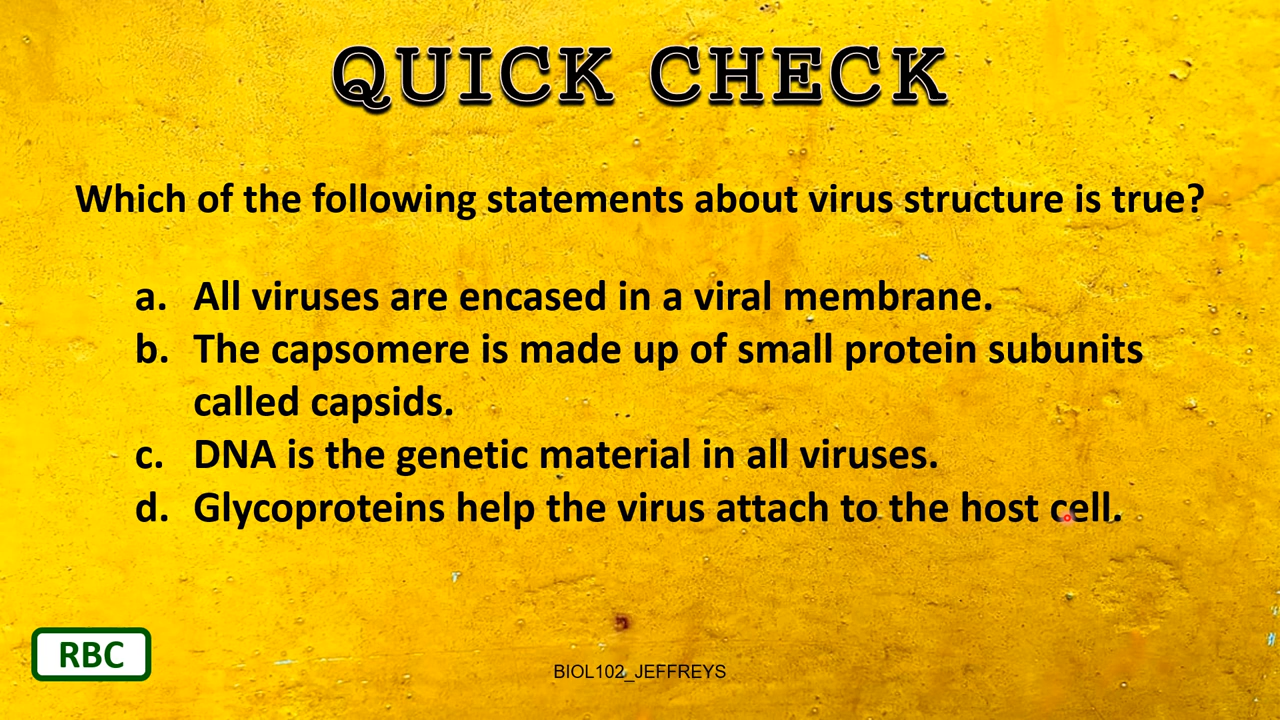 QUICK CHECK
Which of the following statements about virus structure is true?
a. All viruses are encased in a viral membrane.
b. The capsomere is made up of small protein subunits
called capsids.
c. DNA is the genetic material in all viruses.
d. Glycoproteins help the virus attach to the host cell.
RBC
BIOL102_JEFFREYS